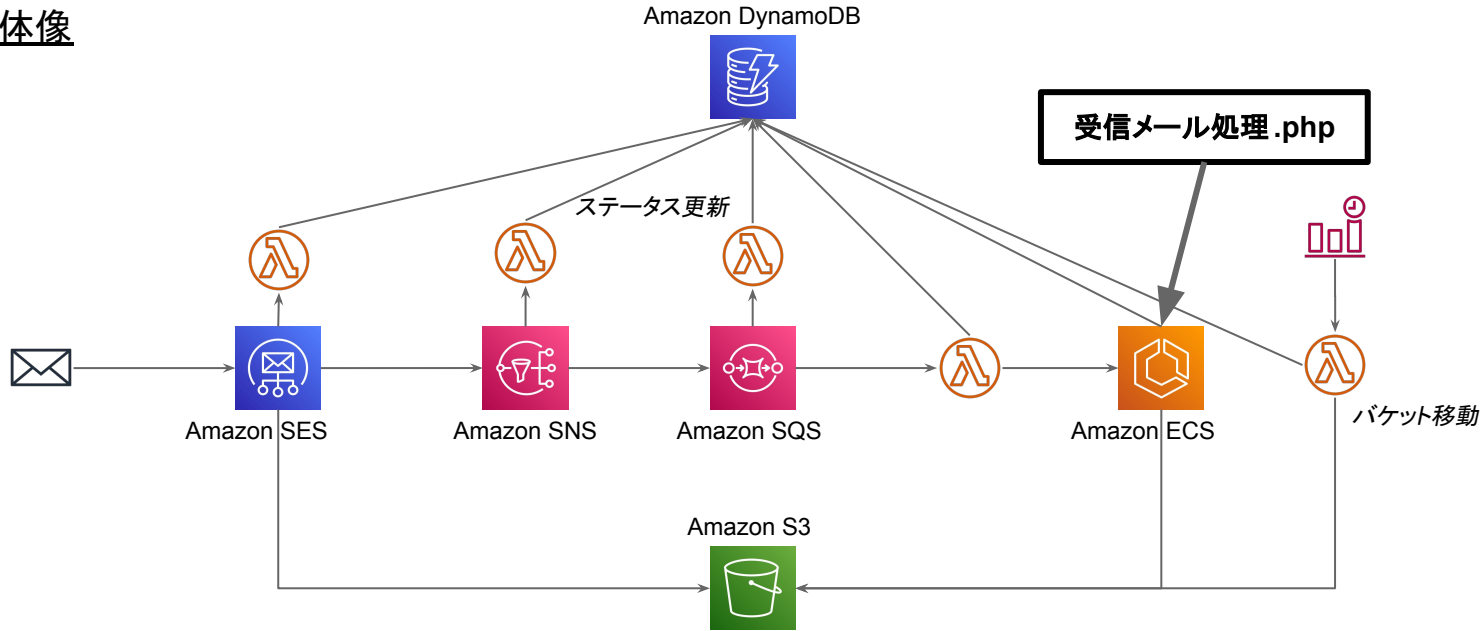 体像
Amazon DynamoDB
受信メール処理.php
ステータス更新
Amazon SES
Amazon SNS
Amazon SQS
Amazon ECS
バケット移動
Amazon S3